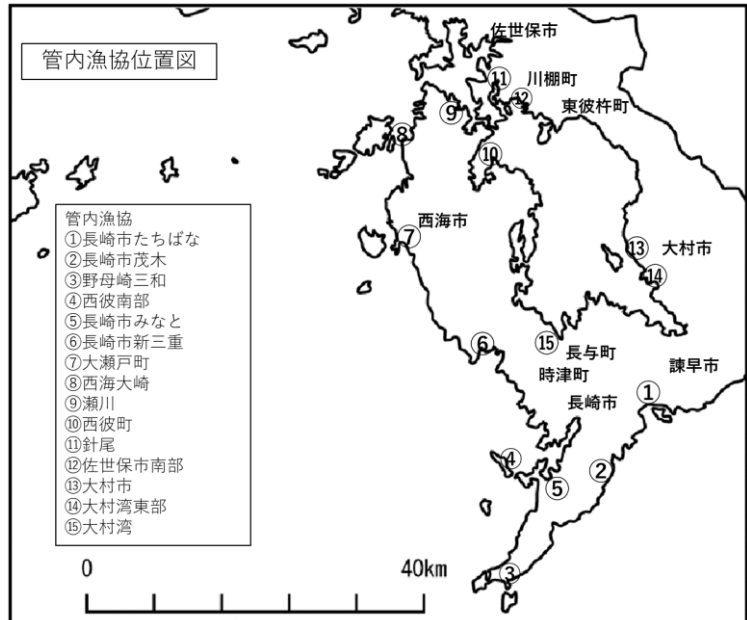 管内漁協位置図
佐世保市
⑪
川棚町
⑫
東彼杵町
⑨
⑧
⑩
西海市
⑦
⑬
大村市
⑭
管内漁協
①長崎市たちばな
②長崎市茂木
③野母崎三和
④西彼南部
⑤長崎市みなと
⑥長崎市新三重
⑦大瀬戸町
⑧西海大崎
⑨瀬川
⑩西彼町
⑪針尾
⑫佐世保市南部
⑬大村市
⑭大村湾東部
⑮大村湾
⑥
⑮
長与町
時津町
諫早市
長崎市
①
④
②
⑤
③
0
40km